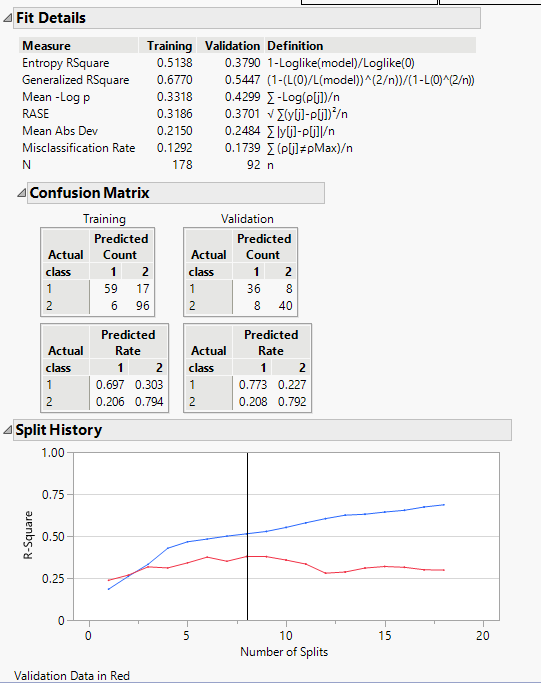 Fit Details
Measure Training Validation Definition
Entropy RSquare 0.5138 0.3790 1-Loglike(model)/Loglike(0)
Generalized RSquare 0.6770 0.5447 (1-(L(0)/L(model))^(2/n))/(1-L(0)^(2/n))
Mean -Log p 0.3318 0.4299 ∑ -Log(ρ[j])/n
RASE 0.3186 0.3701 √ ∑(y[j]-ρ[j])²/n
Mean Abs Dev 0.2150 0.2484 ∑ |y[j]-ρ[j]|/n
Misclassification Rate 0.1292 0.1739 ∑ (ρ[j]≠ρMax)/n
N 178 92 n
Confusion Matrix
Training Validation
Predicted Predicted
Actual Count Actual Count
class 1 2 class 1 2
1 59 17 1 36 8
2 6 96 2 8 40
Predicted Predicted
Actual Rate Actual Rate
class 1 2 class 1 2
1 0.697 0.303 1 0.773 0.227
2 0.206 0.794 2 0.208 0.792
Split History
1.00
0.75
0.50
0.25
0
R-Square
0 5 10 15 20
Number of Splits
Validation Data in Red